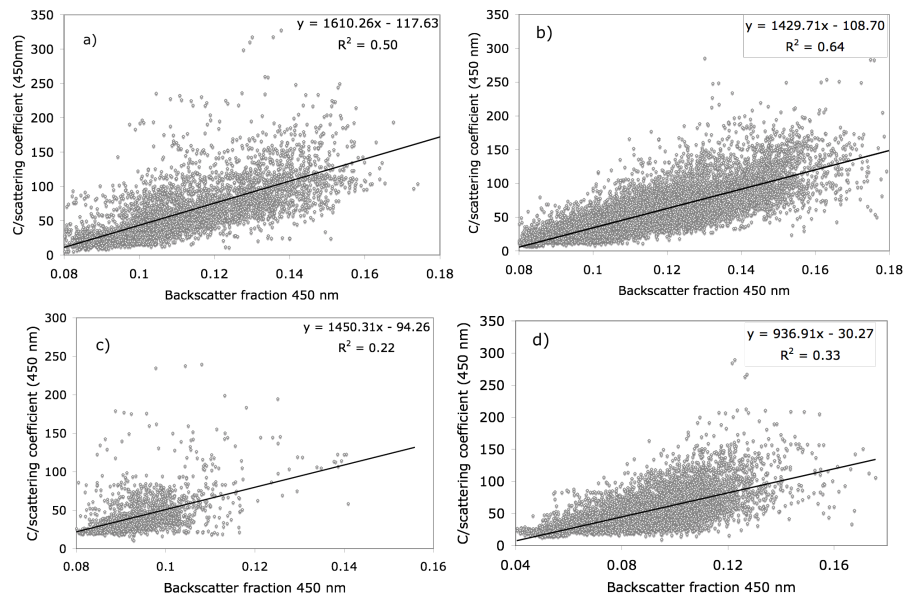 a)
y = 1610.26x - 117.63
R² = 0.50
350
300
250
200
150
100
50
0
0.08 0.1 0.12 0.14 0.16 0.18
C/scattering coefficient (450nm)
Backscatter fraction 450 nm
b)
y = 1429.71x - 108.70
R² = 0.64
350
300
250
200
150
100
50
0
0.08 0.1 0.12 0.14 0.16 0.18
C/scattering coefficient (450 nm)
Backscatter fraction 450 nm
c)
y = 1450.31x - 94.26
R² = 0.22
300
250
200
150
100
50
0
0.08 0.1 0.12 0.14 0.16
C/scattering coefficient (450 nm)
Backscatter fraction 450 nm
d)
y = 936.91x - 30.27
R² = 0.33
350
300
250
200
150
100
50
0
0.04 0.08 0.12 0.16
C/scattering coefficient (450 nm)
Backscatter fraction 450 nm